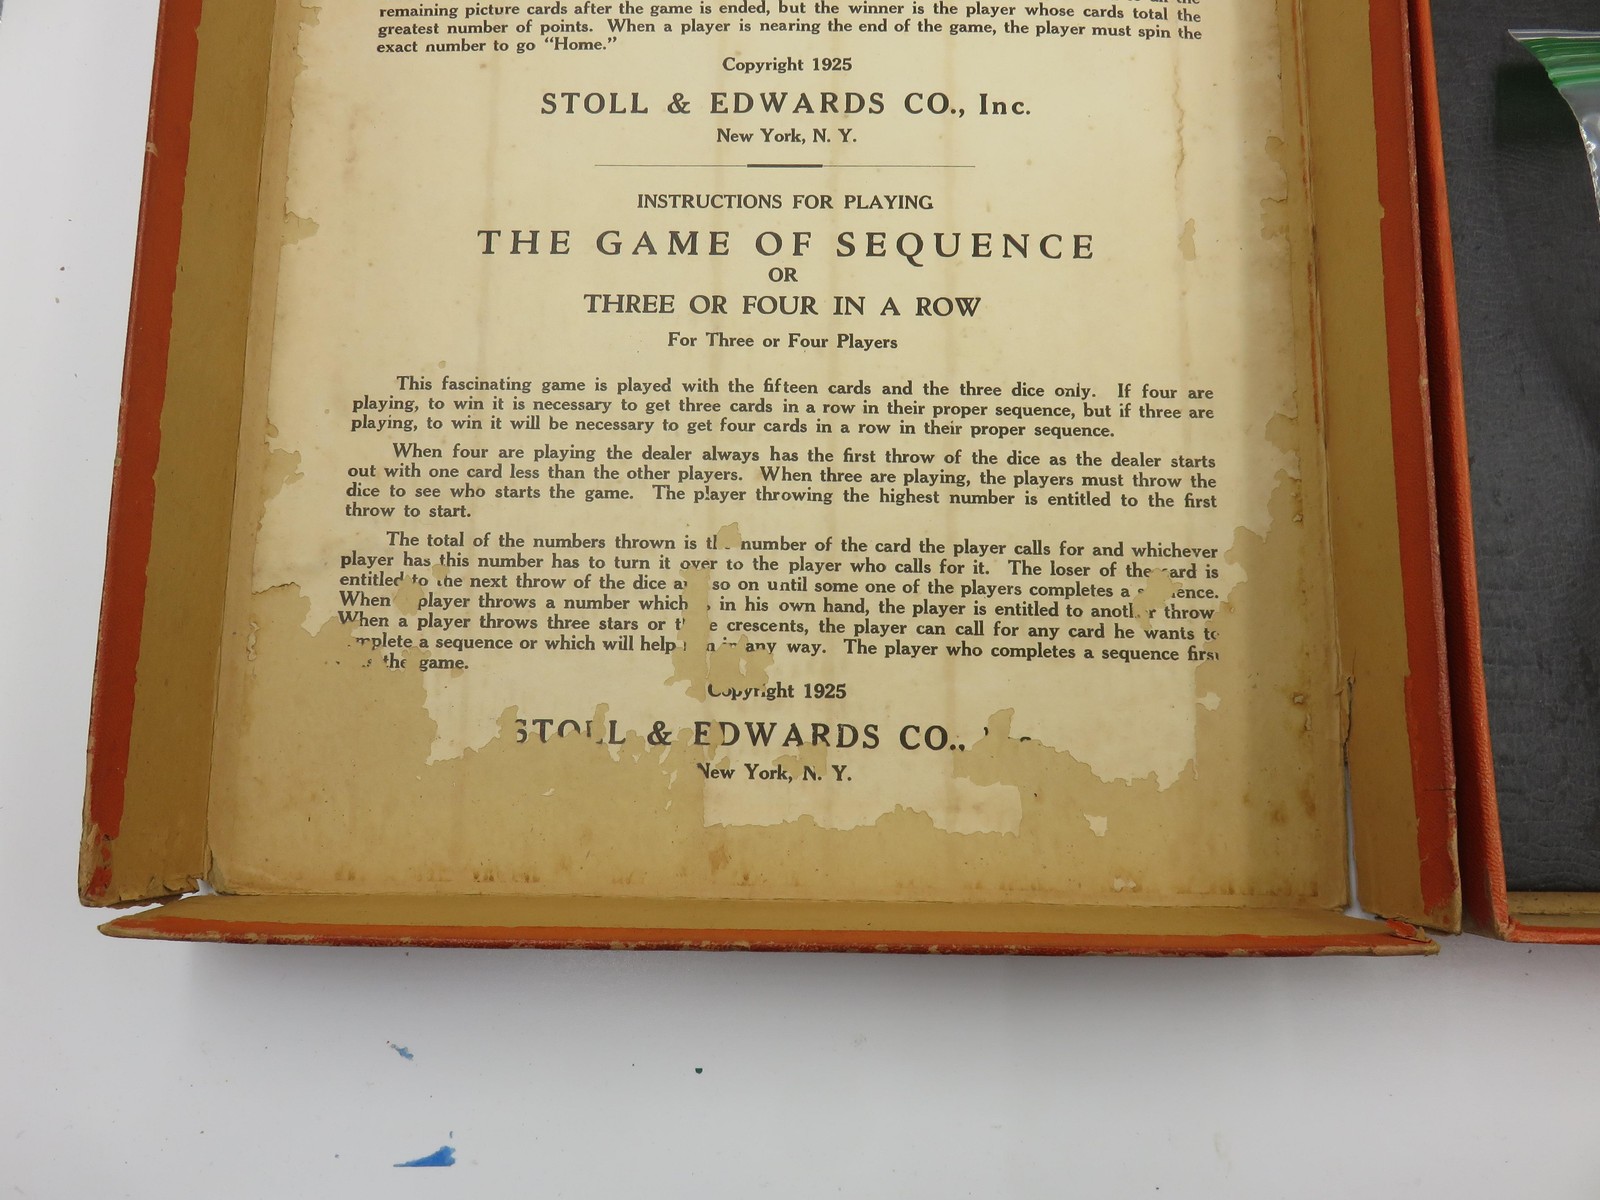 remaining picture cards after the game is ended, but the winner is the player whose cards total the
greatest number of points. When a player is nearing the end of the game, the player must spin the
exact number to go “Home.”
Copyright 1925
STOLL & EDWARDS CO., Inc.
New York, N. Y.
INSTRUCTIONS FOR PLAYING
THE GAME OF SEQUENCE
OR
THREE OR FOUR IN A ROW
For Three or Four Players
This fascinating game is played with the fifteen cards and the three dice only. If four are
playing, to win it is necessary to get three cards in a row in their proper sequence, but if three are
playing, to win it will be necessary to get four cards in a row in their proper sequence.
When four are playing the dealer always has the first throw of the dice as the dealer starts
out with one card less than the other players. When three are playing, the players must throw the
dice to see who starts the game. The player throwing the highest number is entitled to the first
throw to start.
The total of the numbers thrown is number of the card the player calls for and whichever
player has this number has to turn it over to the player who calls for it. The loser of the card is
entitled to the next throw of the dice so on until some one of the players completes a
When player throws a number which in his own hand, the player is entitled to another throw
When a player throws three stars or crescents, the player can call for any card he wants to
a sequence or which will help in any way. The player who completes a sequence first
the game.
Copyright 1925
STOLL & EDWARDS CO.,
New York, N. Y.